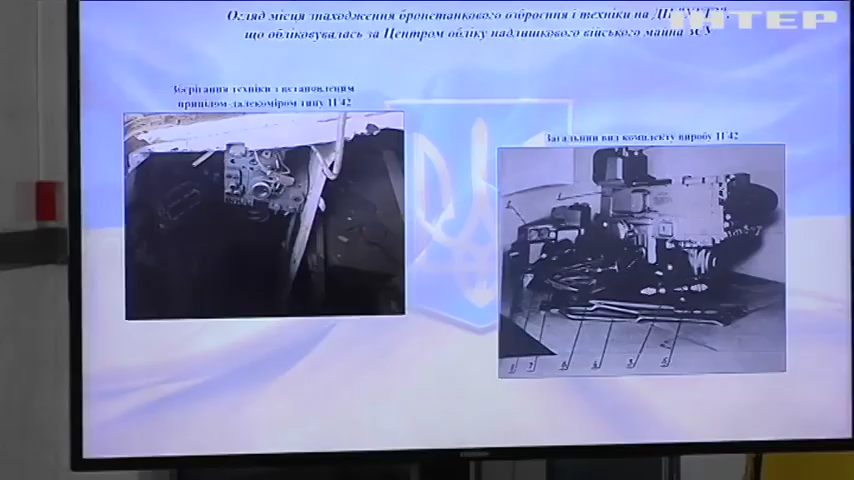 Огляд місця знаходження бронетанкового озброєння і техніки на ДП
ІНТЕР
що обліковувалась за Центром обліку надлишкового військового майна ЗСУ
Зберігання техніки з встановленим
прицілом-далекоміром типу 1Г42
Загальний вид комплекту виробу 1Г42